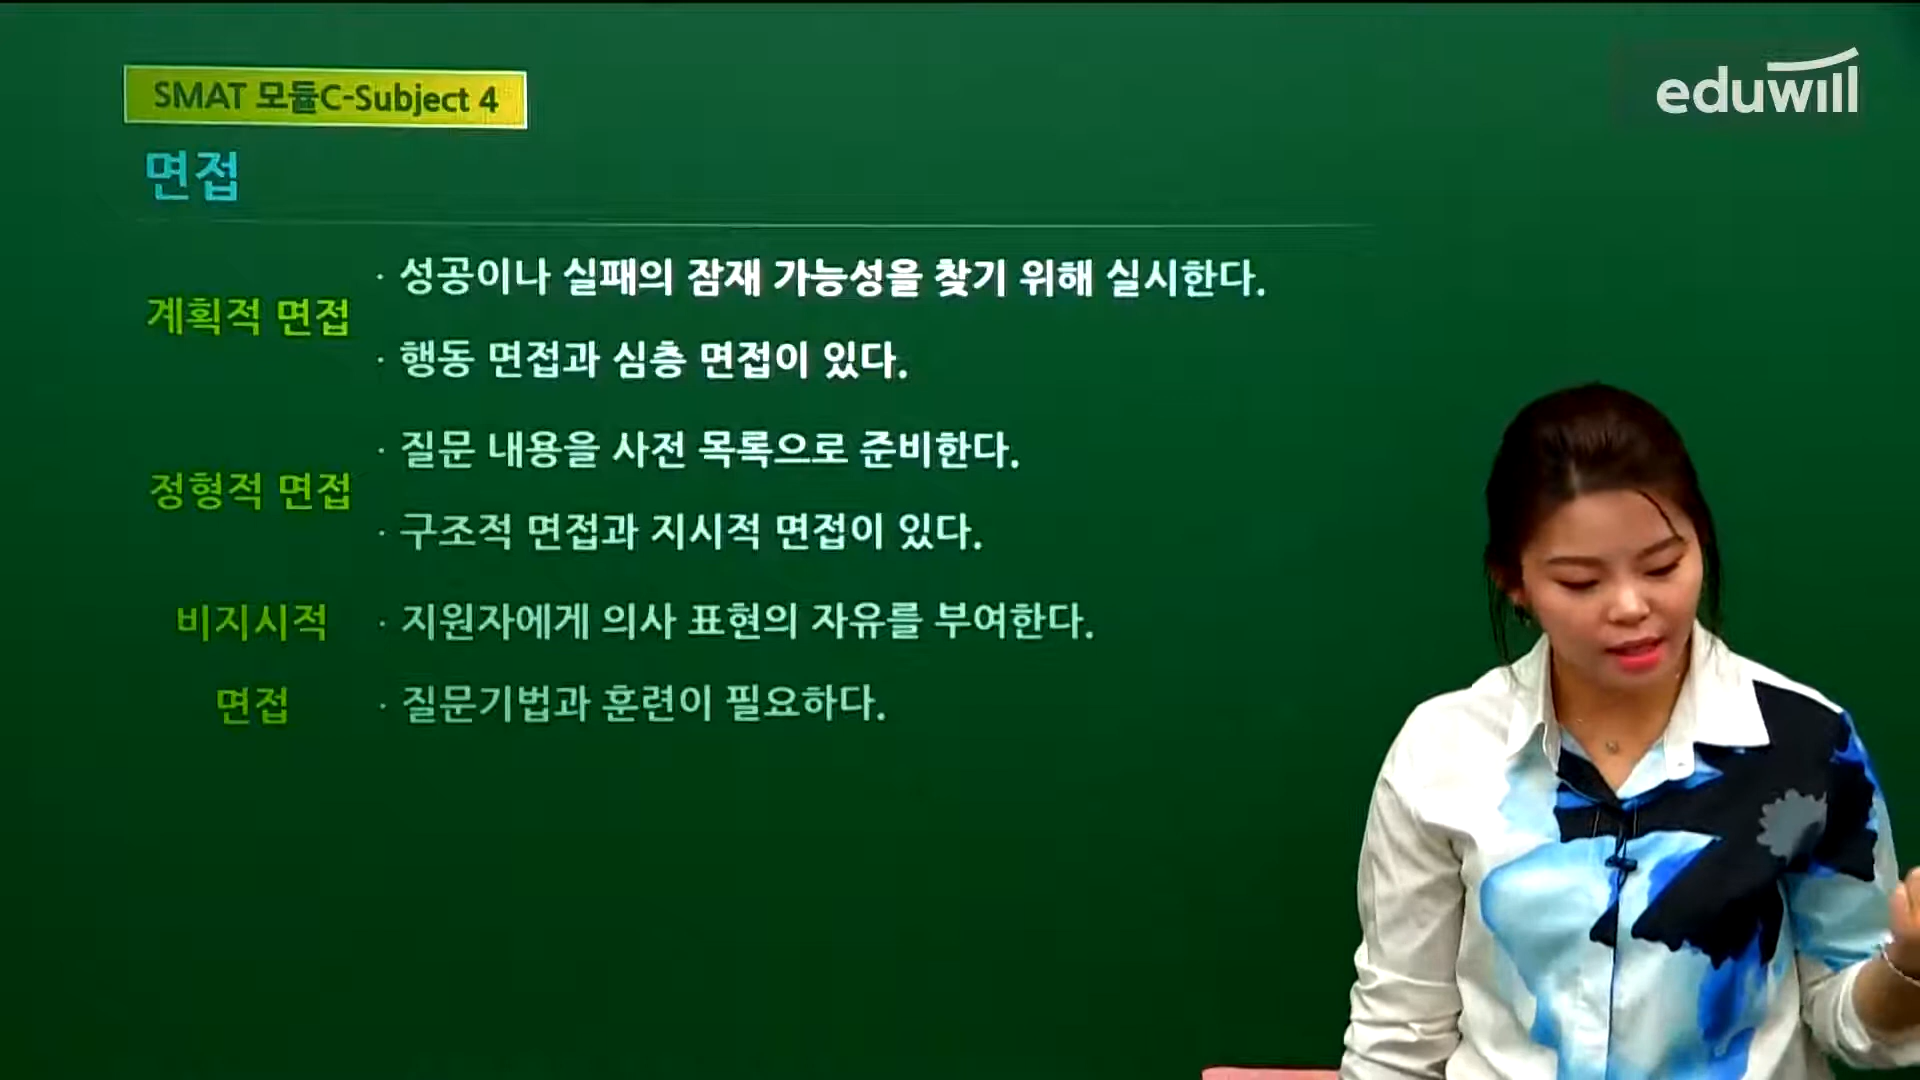 SMAT 모듈C-Subject 4
eduwill
면접
계획적 면접
· 성공이나 실패의 잠재 가능성을 찾기 위해 실시한다.
· 행동 면접과 심층 면접이 있다.
정형적 면접
· 질문 내용을 사전 목록으로 준비한다.
· 구조적 면접과 지시적 면접이 있다.
비지시적
면접
· 지원자에게 의사 표현의 자유를 부여한다.
· 질문기법과 훈련이 필요하다.